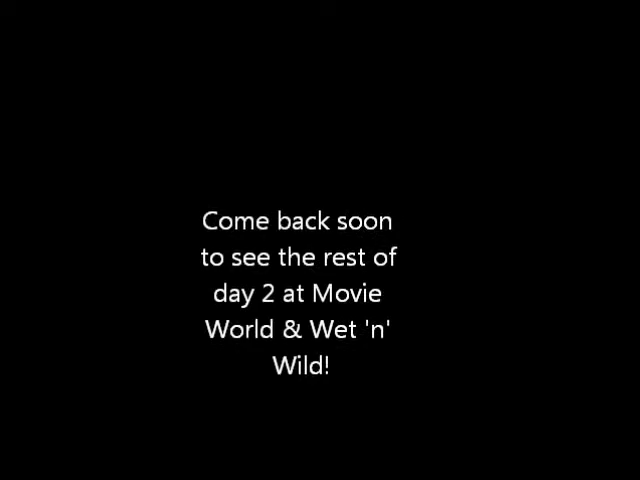 Come back soon
to see the rest of
day 2 at Movie
World & Wet 'n'
Wild!